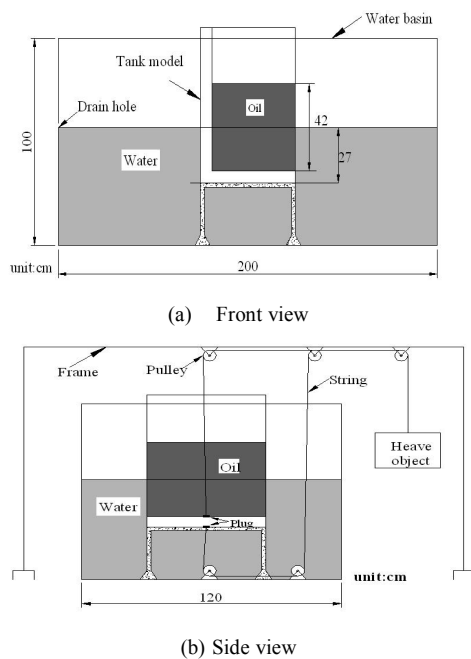 Water basin
Tank model
Drain hole
Oil
42
27
100
Water
unit:cm
200
(a) Front view
Frame
Pulley
String
Heave
object
Oil
Water
Plug
unit:cm
120
(b) Side view